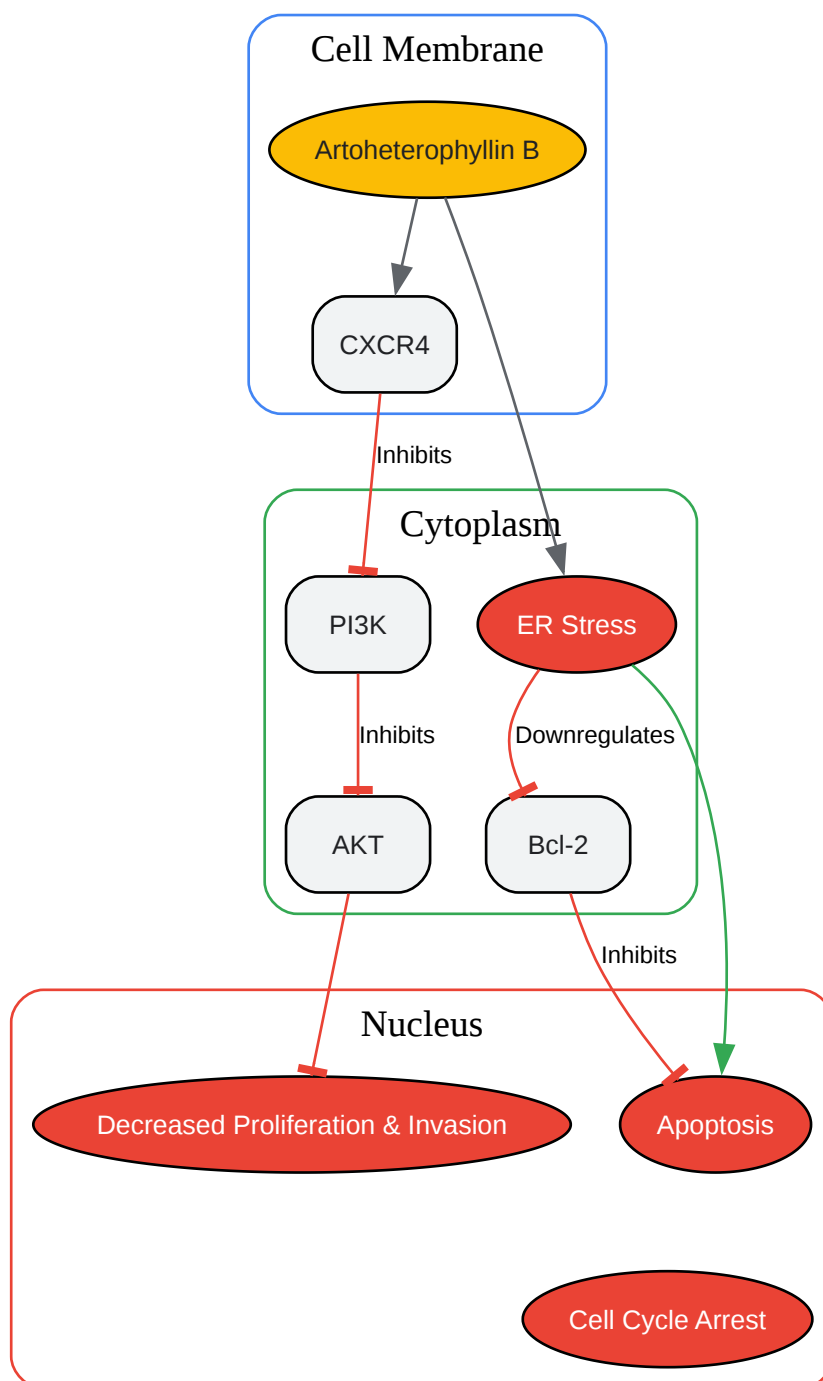 Cell Membrane
Artoheterophyllin B
CXCR4
Inhibits
Cytoplasm
PI3K
ER Stress
Inhibits
Downregulates
AKT
Bcl-2
Inhibits
Nucleus
Decreased Proliferation & Invasion
Apoptosis
Cell Cycle Arrest